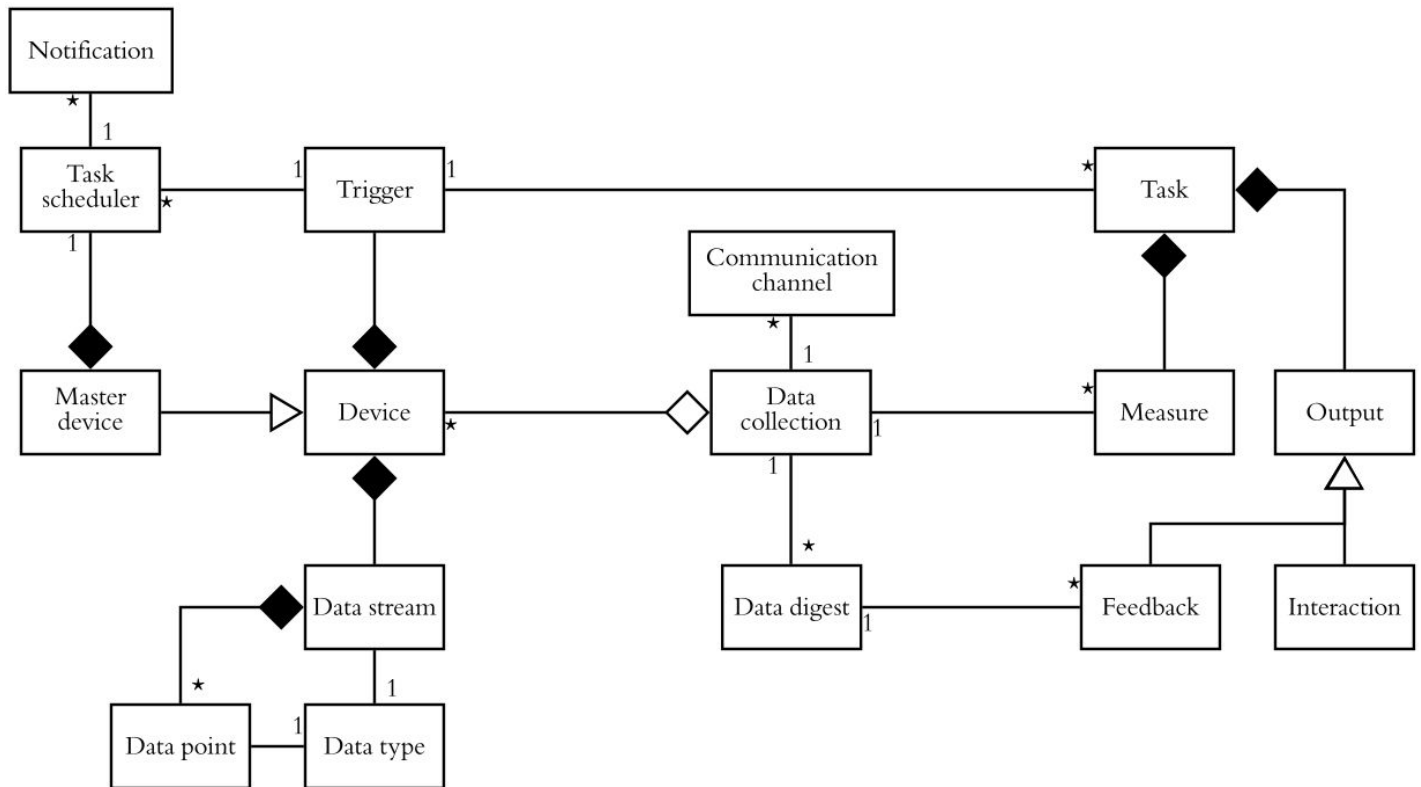 Notification
★
1
Task
scheduler
★
1
Trigger
1
★
Task
1
Communication
channel
★
1
Master
device
Device
★
Data
collection
1
★
Measure
Output
1
★
Data stream
Data digest
1
★
Feedback
Interaction
★
1
Data point
1
Data type